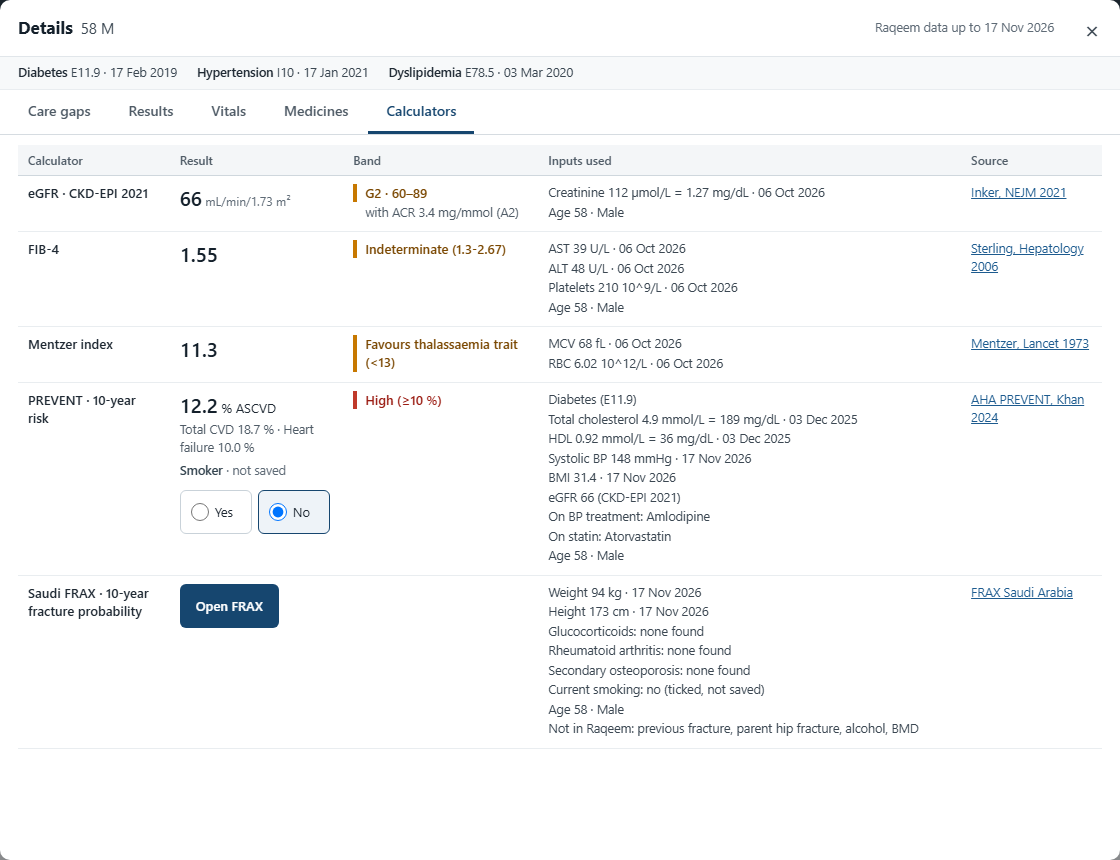 Details 58 M
Raqeem data up to 17 Nov 2026
Diabetes E11.9 · 17 Feb 2019 Hypertension I10 · 17 Jan 2021 Dyslipidemia E78.5 · 03 Mar 2020
Care gaps Results Vitals Medicines Calculators
Calculator Result Band Inputs used Source
eGFR · CKD-EPI 2021
66 mL/min/1.73 m²
G2 · 60–89
with ACR 3.4 mg/mmol (A2)
Creatinine 112 µmol/L = 1.27 mg/dL · 06 Oct 2026
Age 58 · Male
Inker, NEJM 2021
FIB-4
1.55
Indeterminate (1.3-2.67)
AST 39 U/L · 06 Oct 2026
ALT 48 U/L · 06 Oct 2026
Platelets 210 10^9/L · 06 Oct 2026
Age 58 · Male
Sterling, Hepatology
2006
Mentzer index
11.3
Favours thalassaemia trait
(<13)
MCV 68 fL · 06 Oct 2026
RBC 6.02 10^12/L · 06 Oct 2026
Mentzer, Lancet 1973
PREVENT · 10-year
risk
12.2 % ASCVD
Total CVD 18.7 % · Heart
failure 10.0 %
Smoker · not saved
Yes No
High (≥10 %)
Diabetes (E11.9)
Total cholesterol 4.9 mmol/L = 189 mg/dL · 03 Dec 2025
HDL 0.92 mmol/L = 36 mg/dL · 03 Dec 2025
Systolic BP 148 mmHg · 17 Nov 2026
BMI 31.4 · 17 Nov 2026
eGFR 66 (CKD-EPI 2021)
On BP treatment: Amlodipine
On statin: Atorvastatin
Age 58 · Male
AHA PREVENT, Khan
2024
Saudi FRAX · 10-year
fracture probability
Open FRAX
Weight 94 kg · 17 Nov 2026
Height 173 cm · 17 Nov 2026
Glucocorticoids: none found
Rheumatoid arthritis: none found
Secondary osteoporosis: none found
Current smoking: no (ticked, not saved)
Age 58 · Male
Not in Raqeem: previous fracture, parent hip fracture, alcohol, BMD
FRAX Saudi Arabia